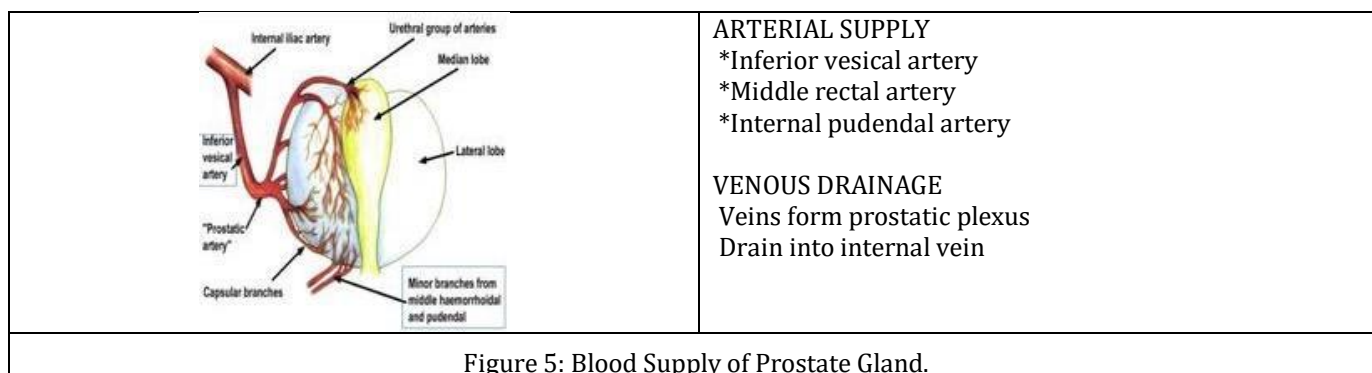 Internal iliac artery
Urethral group of arteries
Median lobe
Inferior
vesical
artery
Lateral lobe
"Prostatic
artery"
Capsular branches
Minor branches from
middle haemorrhoidal
and pudendal
ARTERIAL SUPPLY
*Inferior vesical artery
*Middle rectal artery
*Internal pudendal artery
VENOUS DRAINAGE
Veins form prostatic plexus
Drain into internal vein
Figure 5: Blood Supply of Prostate Gland.